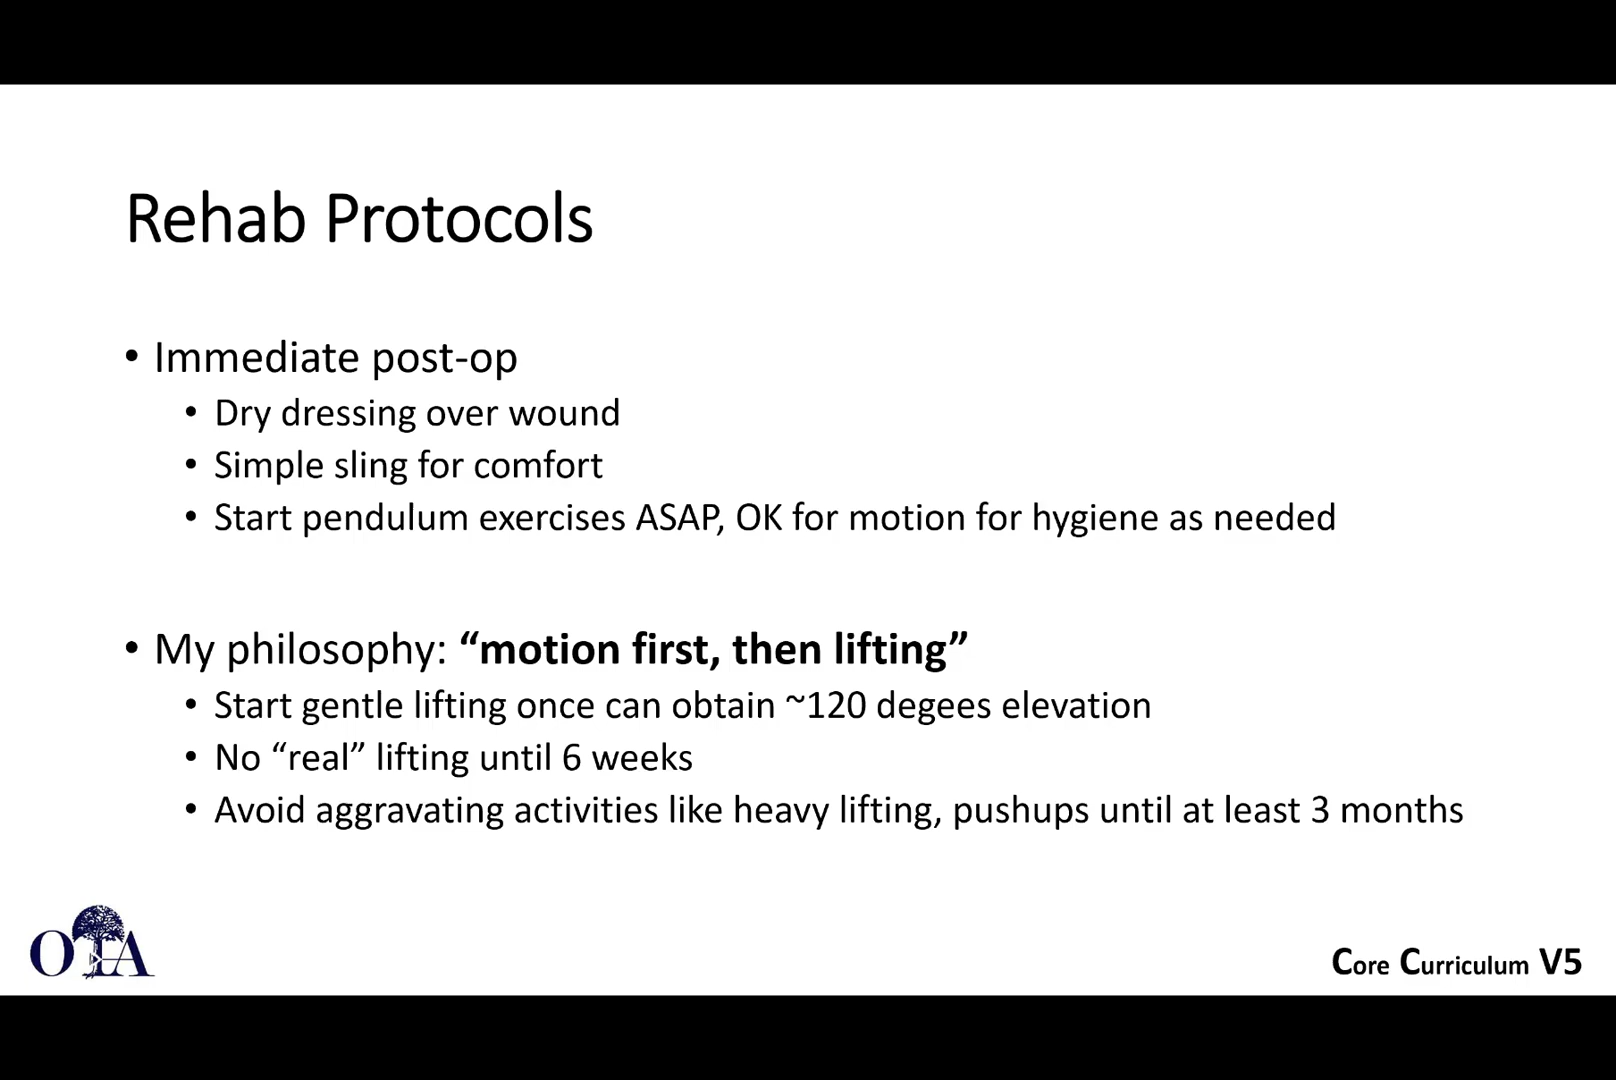 Rehab Protocols
• Immediate post-op
• Dry dressing over wound
• Simple sling for comfort
• Start pendulum exercises ASAP, OK for motion for hygiene as needed
• My philosophy: “motion first, then lifting”
• Start gentle lifting once can obtain ~120 degees elevation
• No “real” lifting until 6 weeks
• Avoid aggravating activities like heavy lifting, pushups until at least 3 months
OTA
Core Curriculum V5